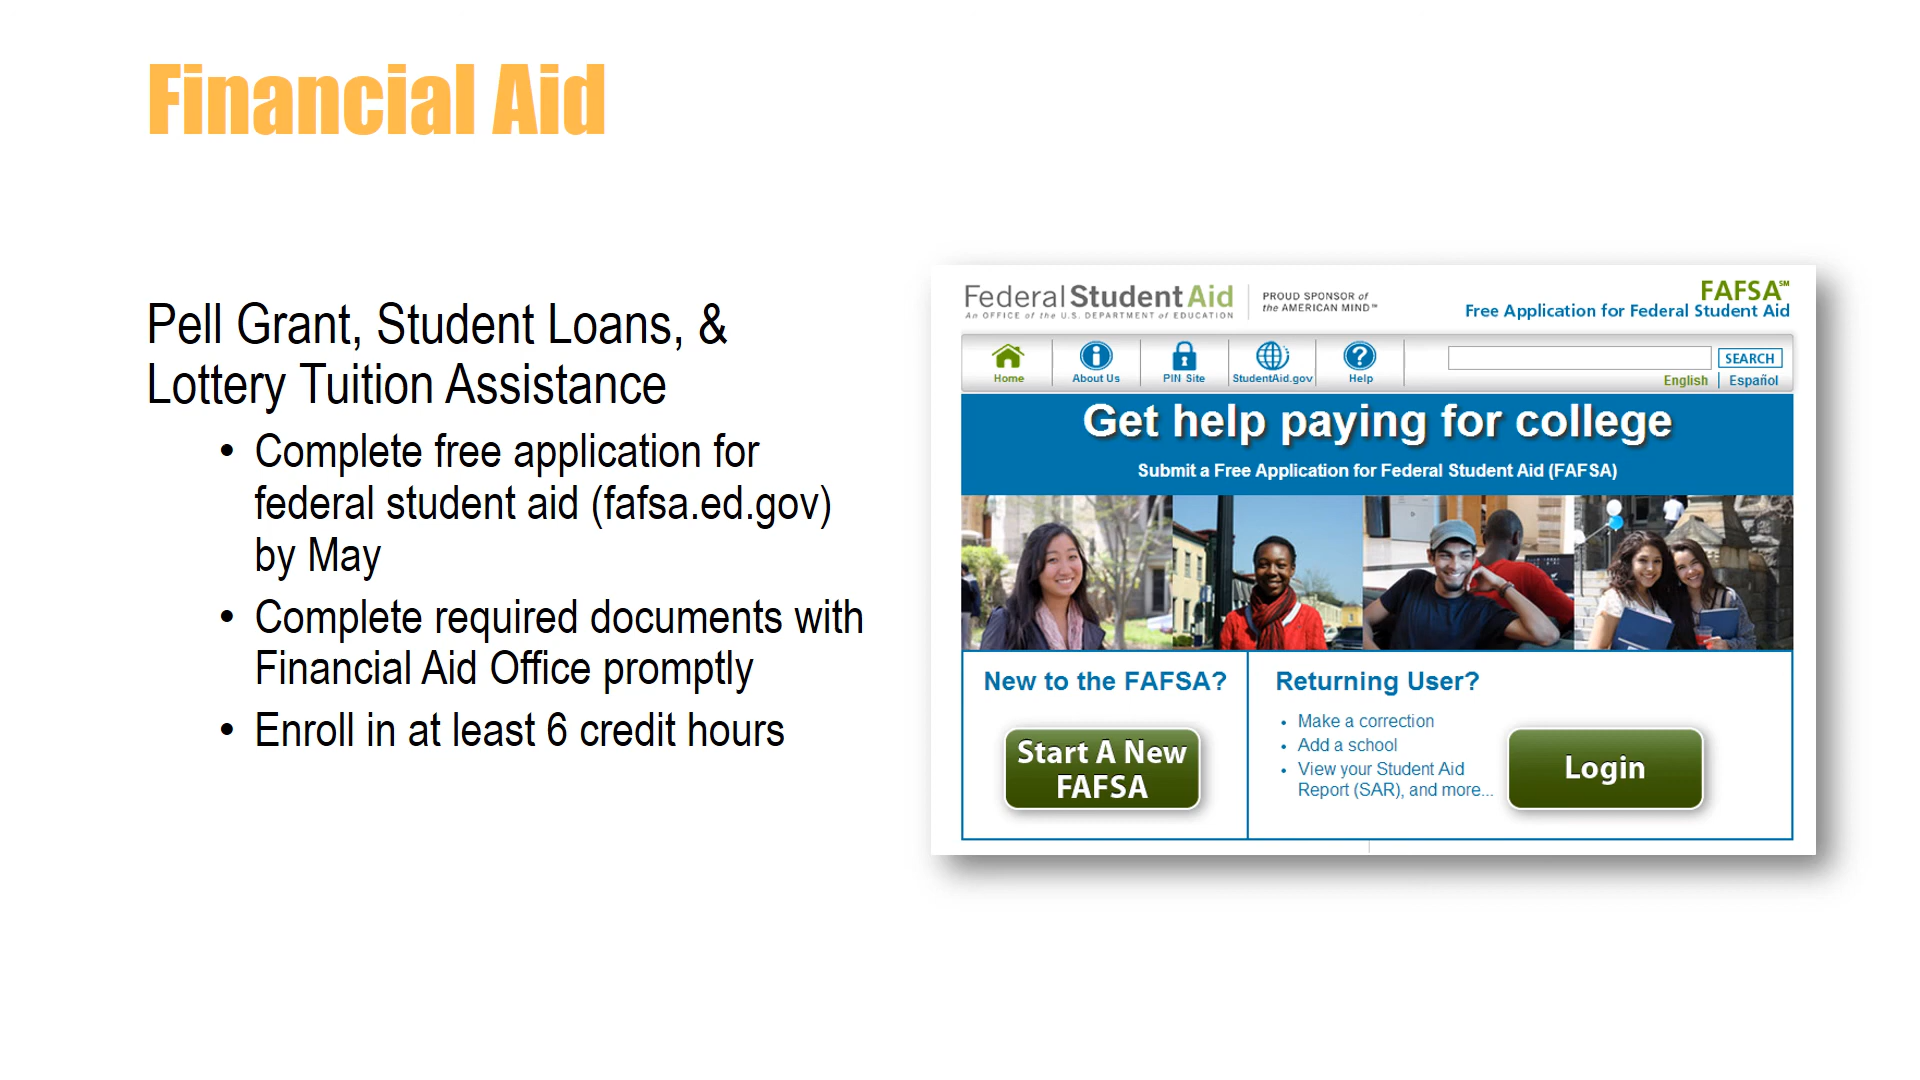 Financial Aid
Pell Grant, Student Loans, &
Lottery Tuition Assistance
• Complete free application for
federal student aid (fafsa.ed.gov)
by May
• Complete required documents with
Financial Aid Office promptly
• Enroll in at least 6 credit hours
Federal Student Aid
An OFFICE of the U.S. DEPARTMENT of EDUCATION
PROUD SPONSOR of
the AMERICAN MIND™
FAFSA℠
Free Application for Federal Student Aid
Home
About Us
PIN Site
StudentAid.gov
Help
SEARCH
English | Español
Get help paying for college
Submit a Free Application for Federal Student Aid (FAFSA)
New to the FAFSA?
Start A New
FAFSA
Returning User?
• Make a correction
• Add a school
• View your Student Aid
Report (SAR), and more...
Login